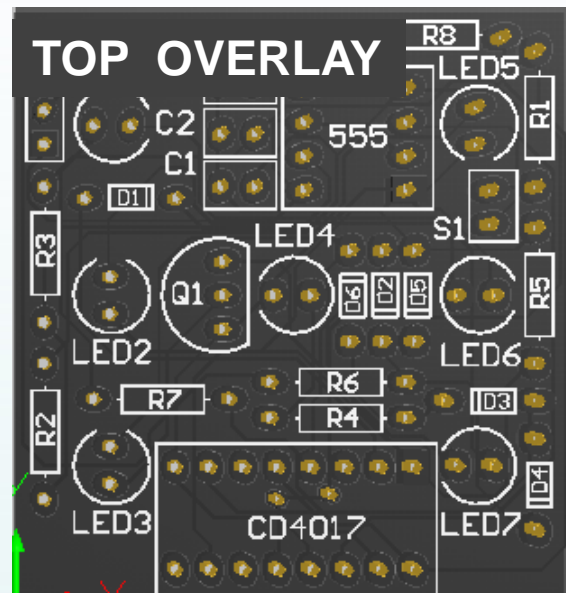 TOP OVERLAY
R8
LED5
R1
C2
555
C1
D1
S1
R3
LED4
Q1
D6
D2
D5
R5
LED2
LED6
R7
R6
D3
R4
R2
D4
LED3
CD4017
LED7